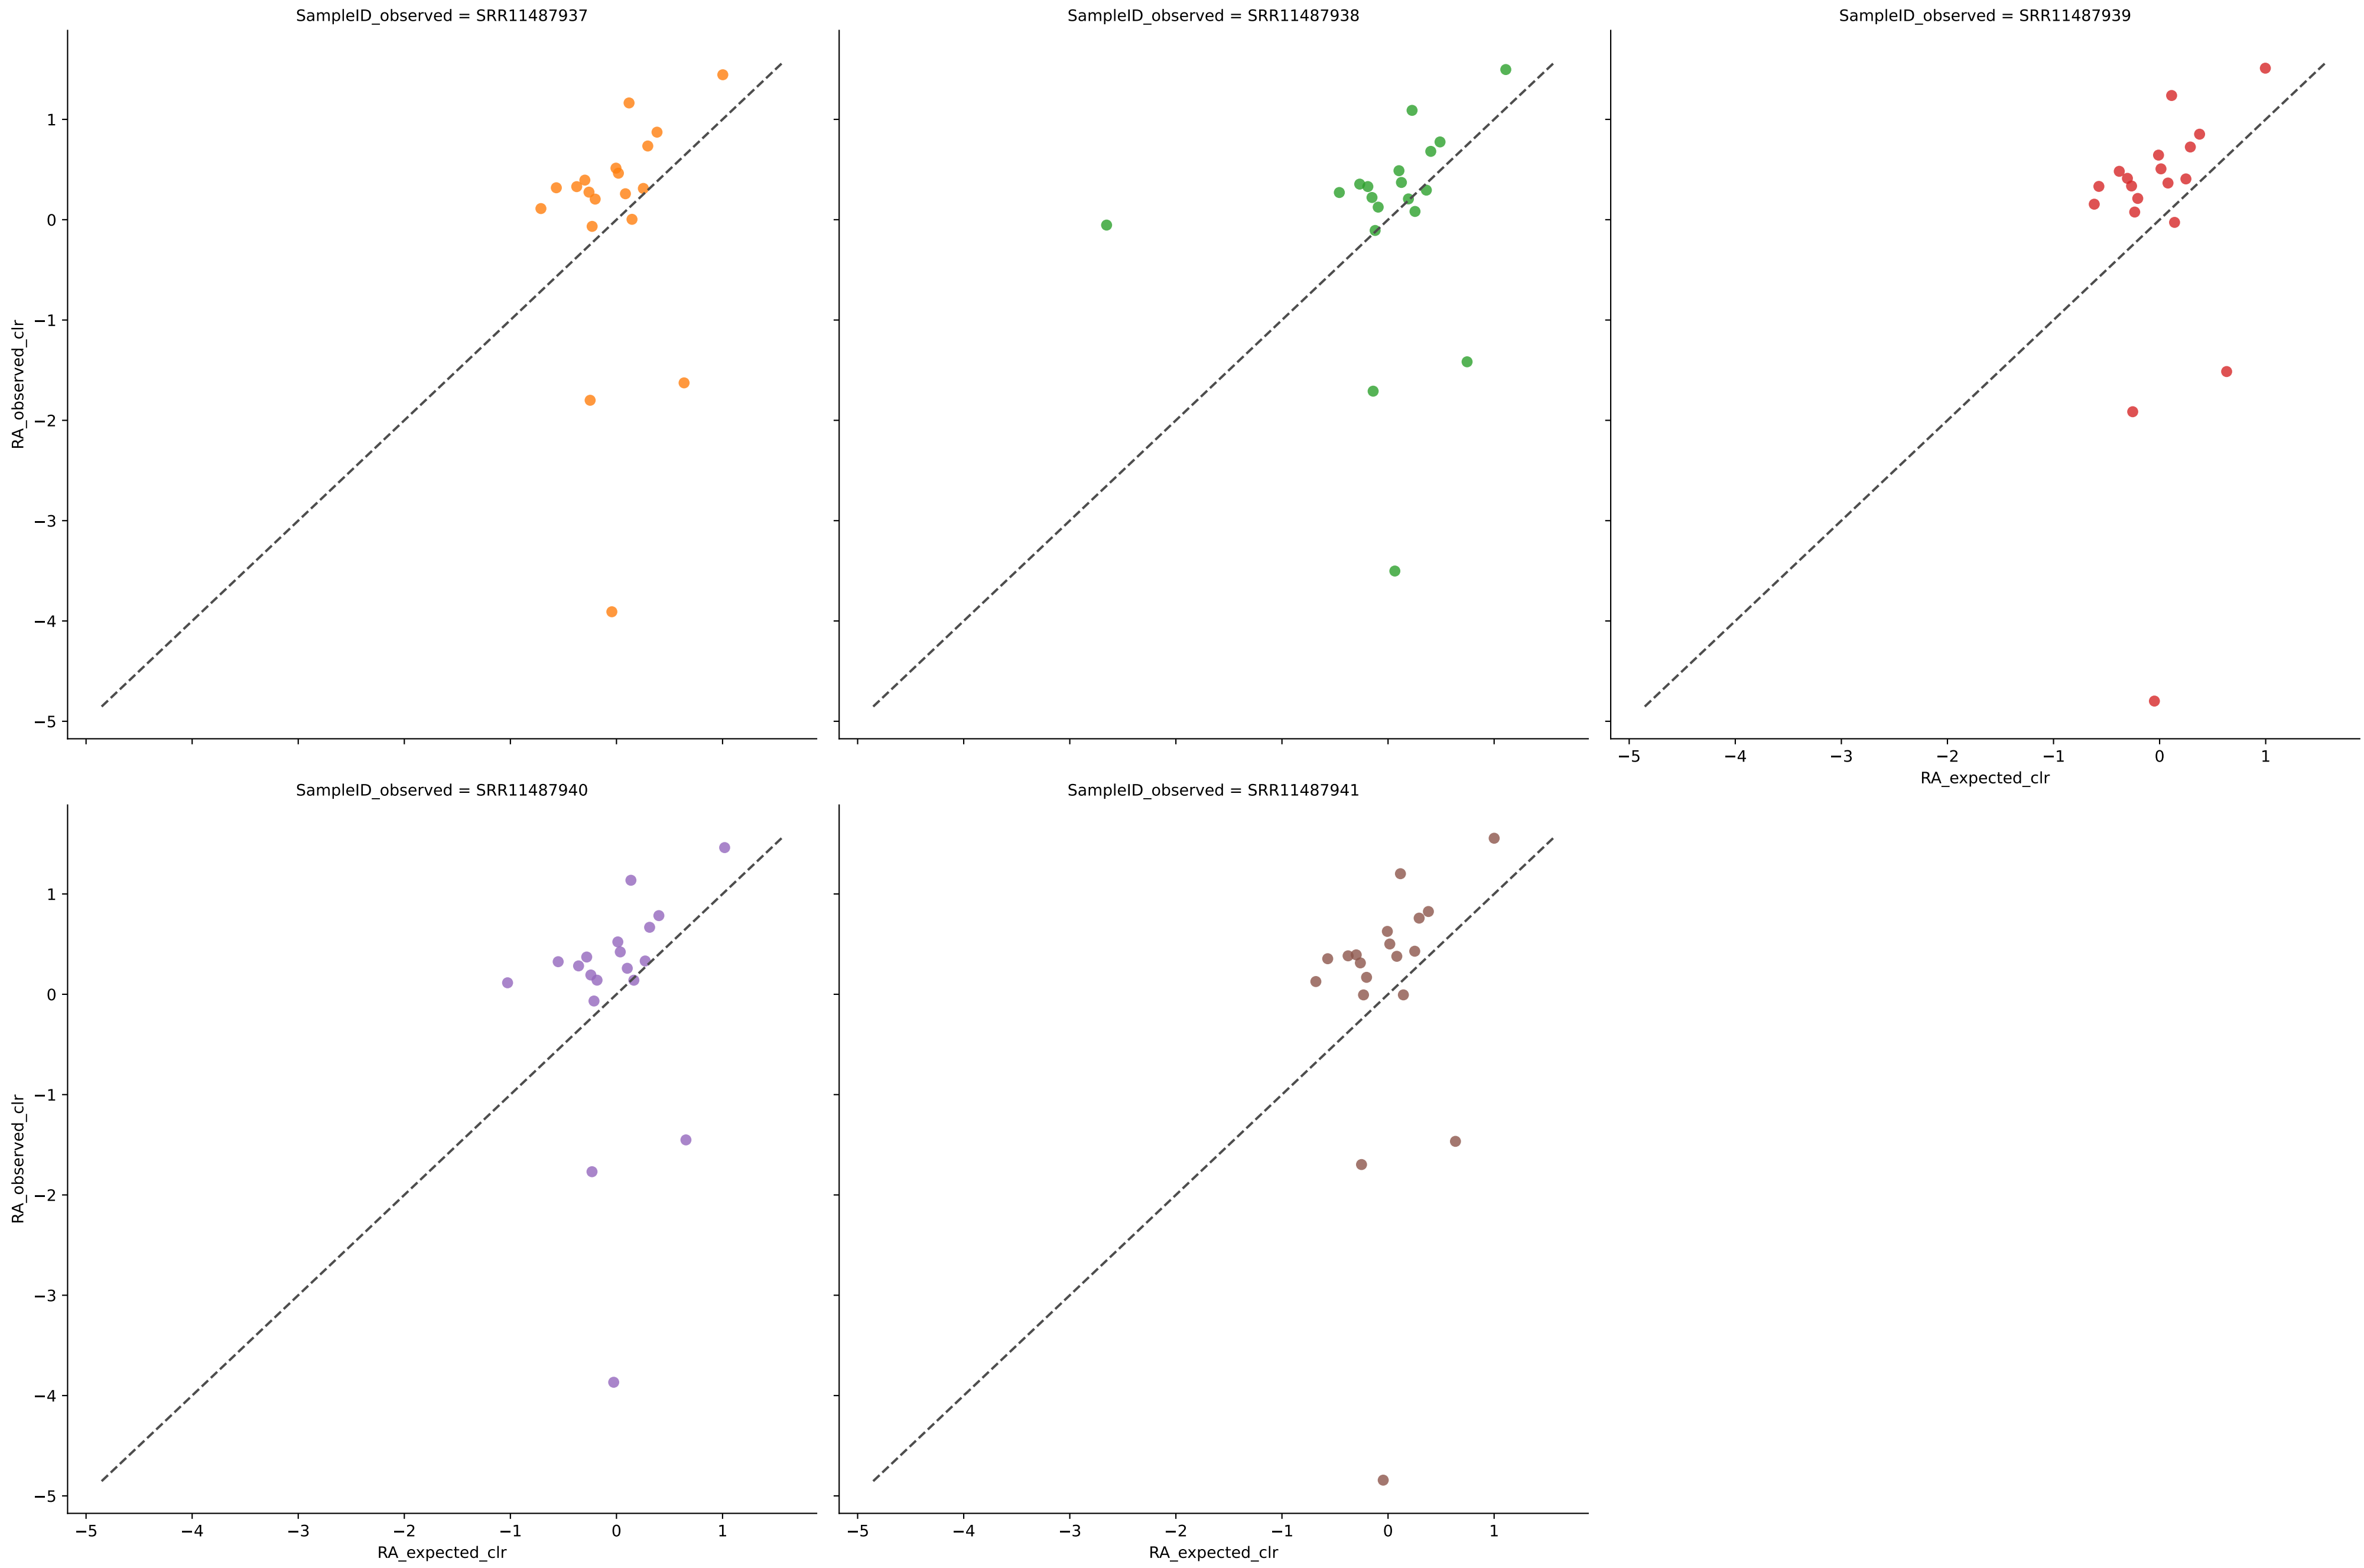 SampleID_observed = SRR11487937
SampleID_observed = SRR11487938
SampleID_observed = SRR11487939
RA_observed_clr
1
0
−1
−2
−3
−4
−5
−5 −4 −3 −2 −1 0 1
RA_expected_clr
SampleID_observed = SRR11487940
SampleID_observed = SRR11487941
RA_observed_clr
1
0
−1
−2
−3
−4
−5
−5 −4 −3 −2 −1 0 1
RA_expected_clr
−5 −4 −3 −2 −1 0 1
RA_expected_clr